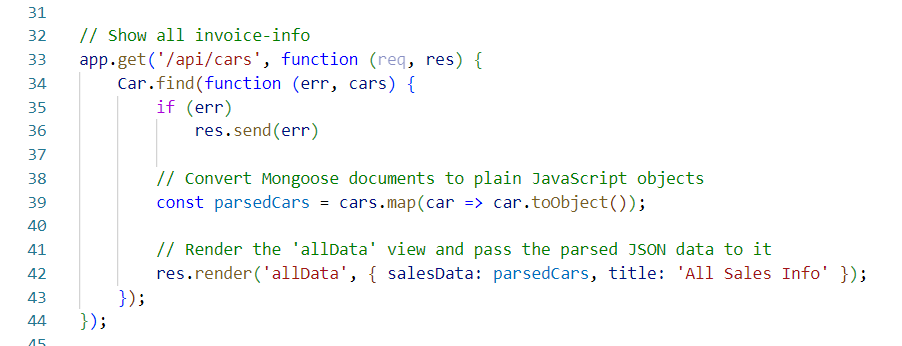 31
32 // Show all invoice-info
33 app.get('/api/cars', function (req, res) {
34     Car.find(function (err, cars) {
35         if (err)
36             res.send(err)
37
38         // Convert Mongoose documents to plain JavaScript objects
39         const parsedCars = cars.map(car => car.toObject());
40
41         // Render the 'allData' view and pass the parsed JSON data to it
42         res.render('allData', { salesData: parsedCars, title: 'All Sales Info' });
43     });
44 });
45